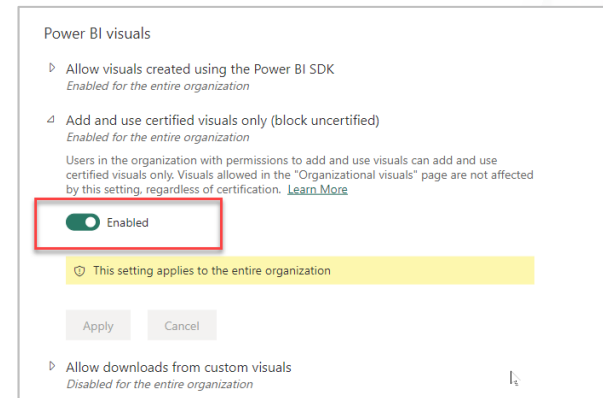 Power BI visuals
Allow visuals created using the Power BI SDK
Enabled for the entire organization
Add and use certified visuals only (block uncertified)
Enabled for the entire organization
Users in the organization with permissions to add and use visuals can add and use
certified visuals only. Visuals allowed in the "Organizational visuals" page are not affected
by this setting, regardless of certification. Learn More
Enabled
This setting applies to the entire organization
Apply Cancel
Allow downloads from custom visuals
Disabled for the entire organization